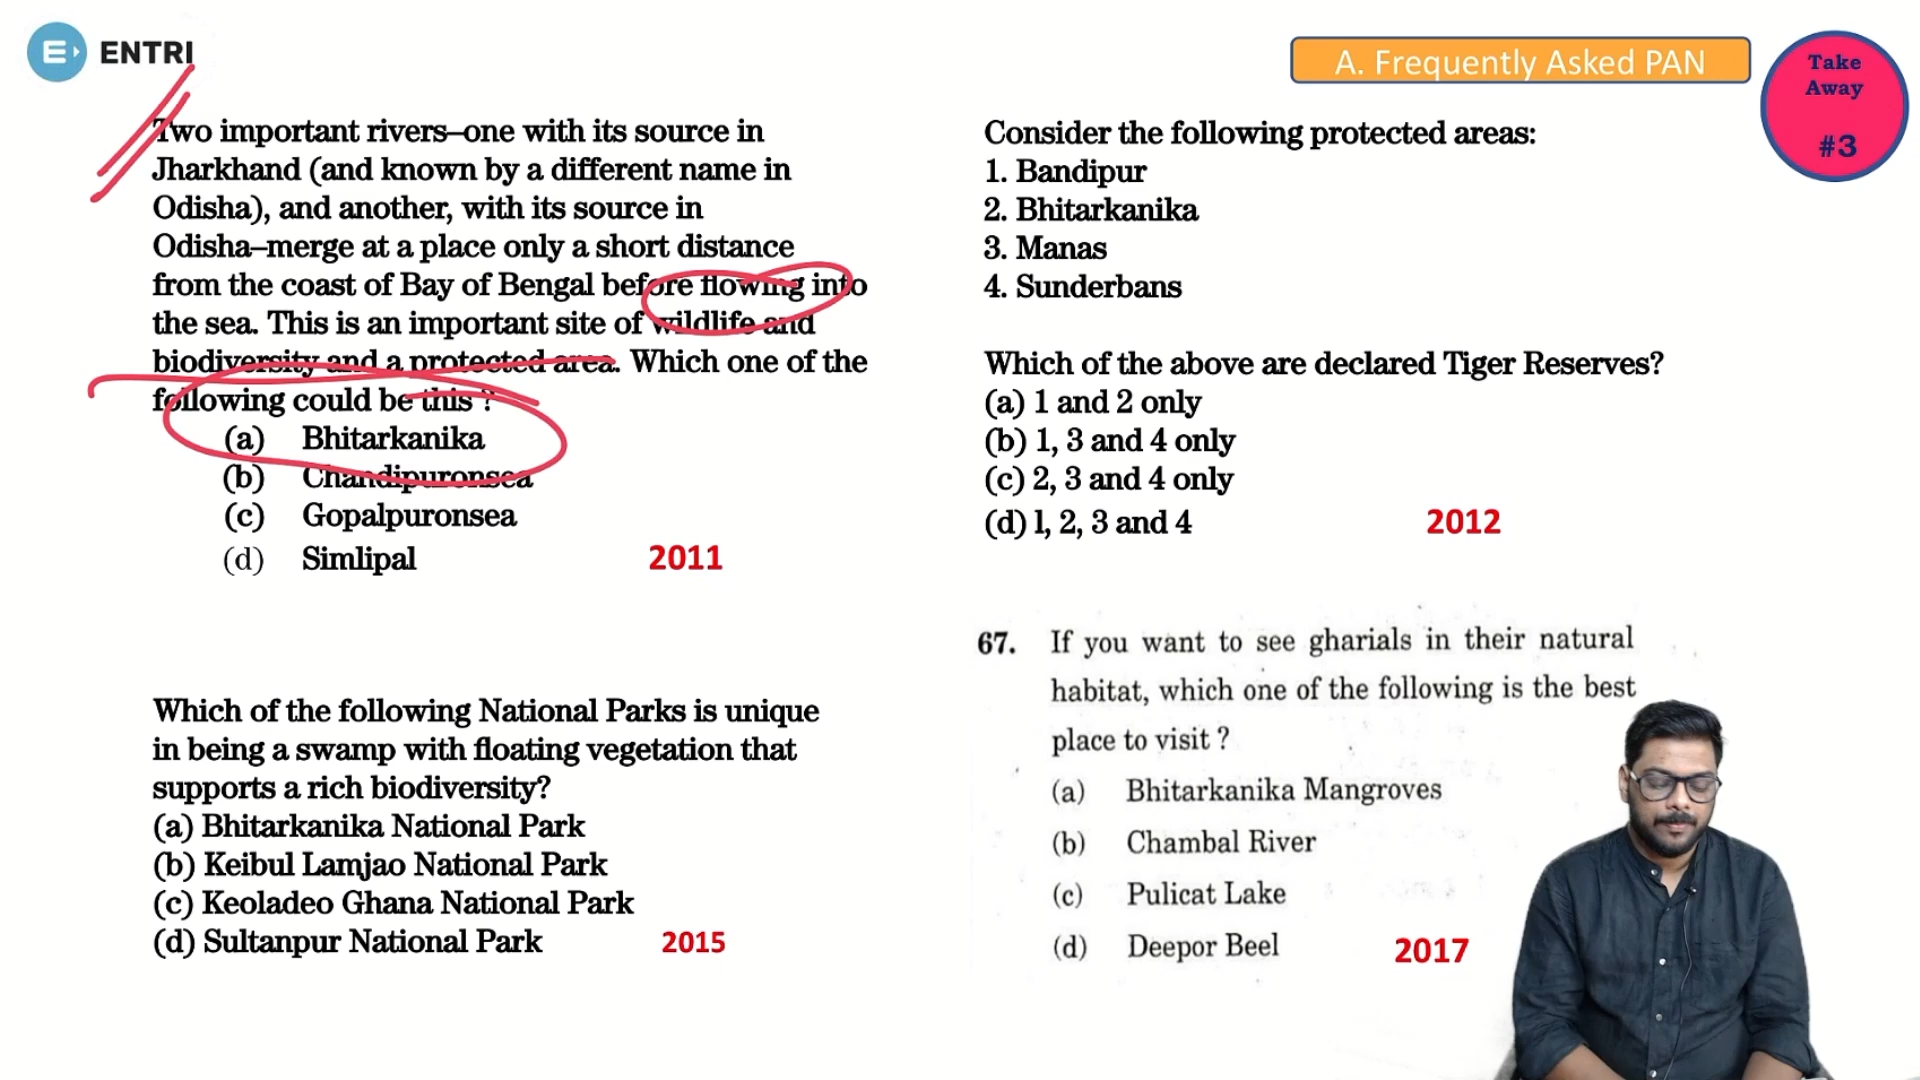 ENTRI
A. Frequently Asked PAN
Take
Away
#3
Two important rivers–one with its source in
Jharkhand (and known by a different name in
Odisha), and another, with its source in
Odisha–merge at a place only a short distance
from the coast of Bay of Bengal before flowing into
the sea. This is an important site of wildlife and
biodiversity and a protected area. Which one of the
following could be this ?
(a) Bhitarkanika
(b) Chandipuronsea
(c) Gopalpuronsea
(d) Simlipal
2011
Consider the following protected areas:
1. Bandipur
2. Bhitarkanika
3. Manas
4. Sunderbans
Which of the above are declared Tiger Reserves?
(a) 1 and 2 only
(b) 1, 3 and 4 only
(c) 2, 3 and 4 only
(d) l, 2, 3 and 4
2012
Which of the following National Parks is unique
in being a swamp with floating vegetation that
supports a rich biodiversity?
(a) Bhitarkanika National Park
(b) Keibul Lamjao National Park
(c) Keoladeo Ghana National Park
(d) Sultanpur National Park
2015
67. If you want to see gharials in their natural
habitat, which one of the following is the best
place to visit ?
(a) Bhitarkanika Mangroves
(b) Chambal River
(c) Pulicat Lake
(d) Deepor Beel
2017